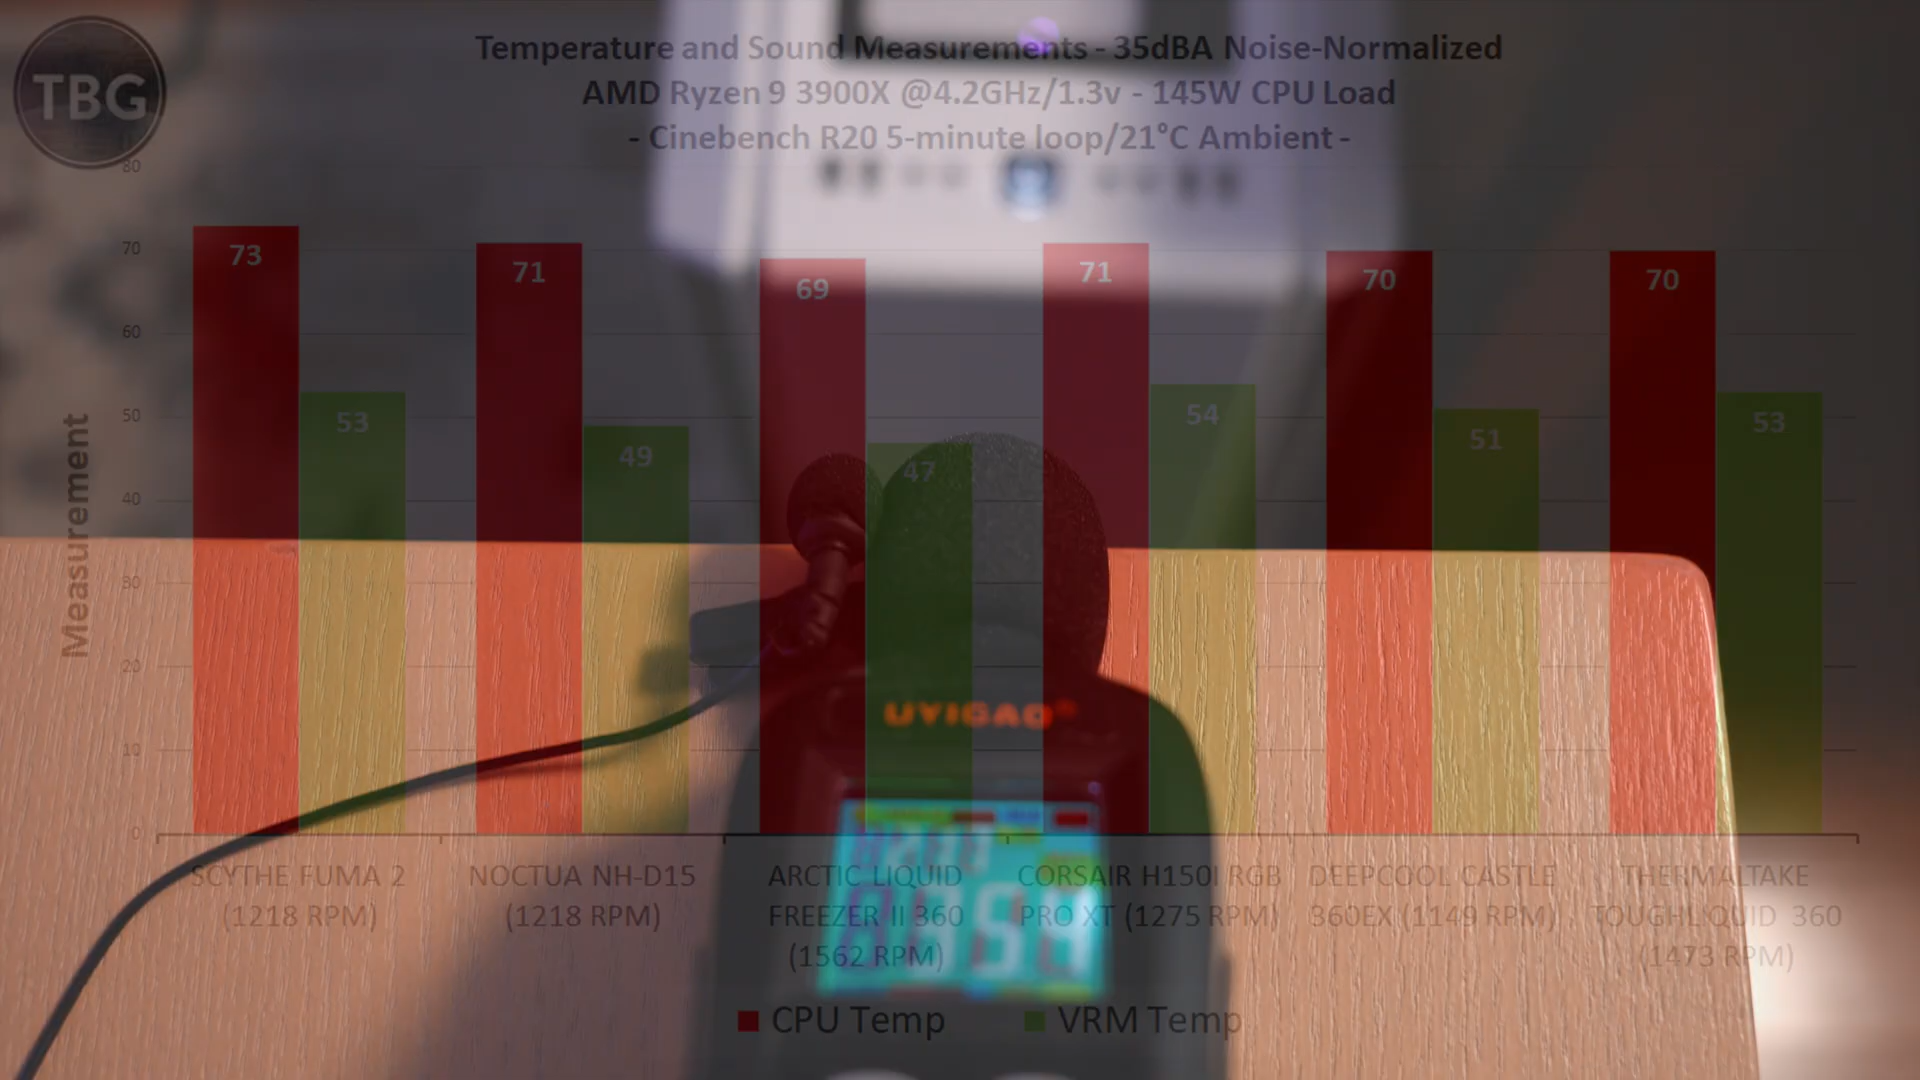 TBG
Temperature and Sound Measurements - 35dBA Noise-Normalized
AMD Ryzen 9 3900X @4.2GHz/1.3v - 145W CPU Load
- Cinebench R20 5-minute loop/21°C Ambient -
Measurement
80
70
60
50
40
30
20
10
0
73
53
71
49
69
47
71
54
70
51
70
53
UYIGAO
SCYTHE FUMA 2
(1218 RPM)
NOCTUA NH-D15
(1218 RPM)
ARCTIC LIQUID
FREEZER II 360
(1562 RPM)
CORSAIR H150I RGB
PRO XT (1275 RPM)
DEEPCOOL CASTLE
360EX (1149 RPM)
THERMALTAKE
TOUGHLIQUID 360
(1473 RPM)
CPU Temp
VRM Temp